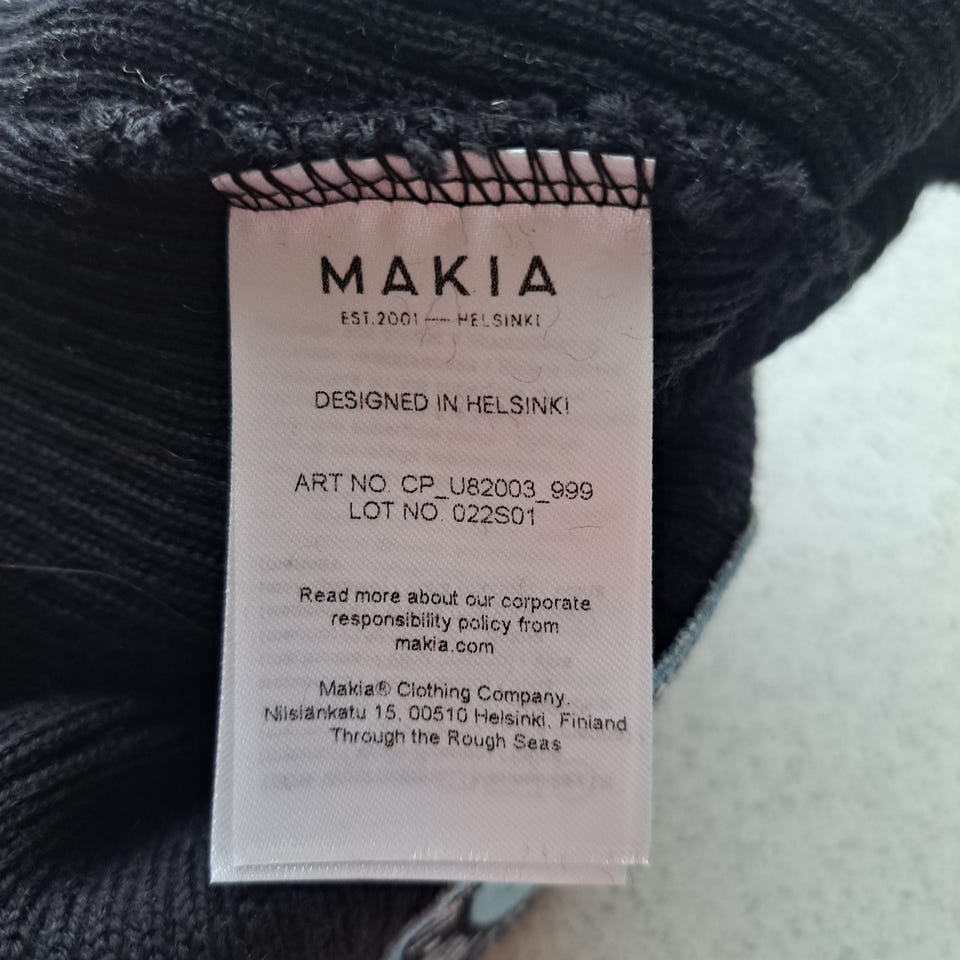 MAKIA
EST.2001 — HELSINKI
DESIGNED IN HELSINKI
ART NO. CP_U82003_999
LOT NO. 022S01
Read more about our corporate
responsibility policy from
makia.com
Makia® Clothing Company,
Nilsiänkatu 15, 00510 Helsinki, Finland
Through the Rough Seas